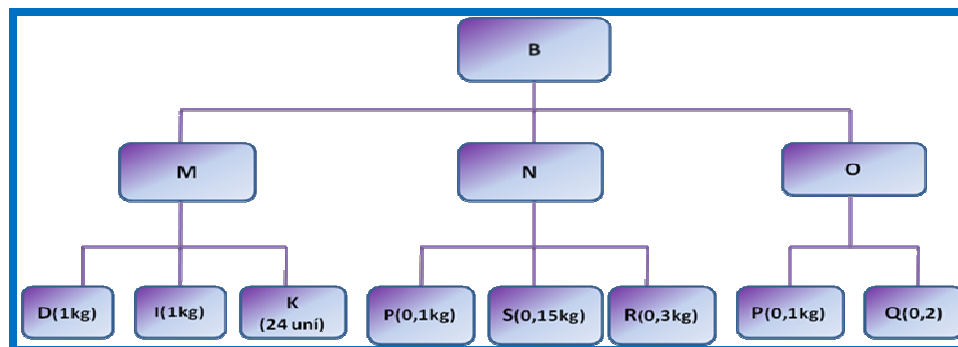 B
M
N
O
D(1kg)
I(1kg)
K
(24 uní)
P(0,1kg)
S(0,15kg)
R(0,3kg)
P(0,1kg)
Q(0,2)